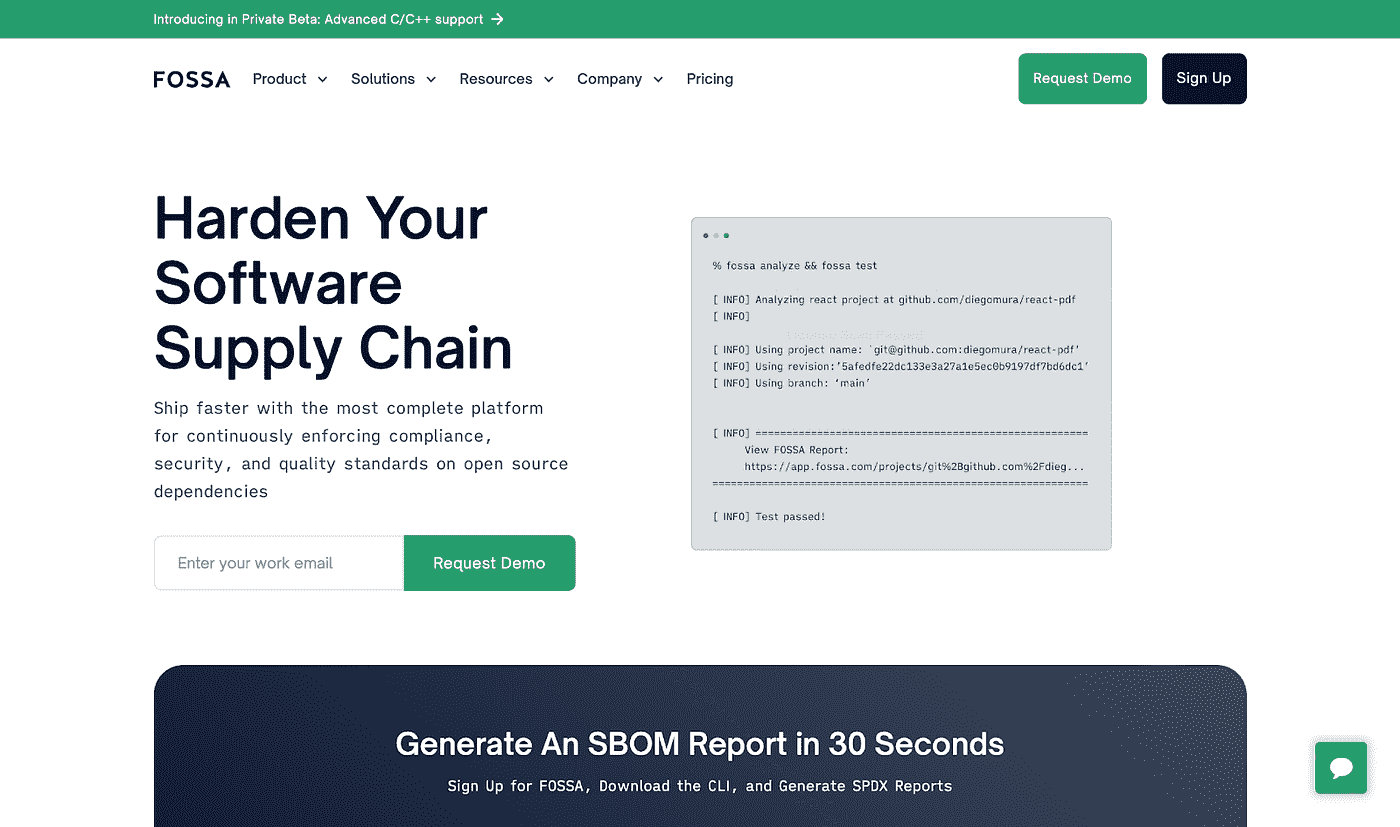 Introducing in Private Beta: Advanced C/C++ support →
FOSSA Product Solutions Resources Company Pricing Request Demo Sign Up
Harden Your
Software
Supply Chain
Ship faster with the most complete platform
for continuously enforcing compliance,
security, and quality standards on open source
dependencies
Enter your work email Request Demo
% fossa analyze && fossa test
[ INFO] Analyzing react project at github.com/diegomura/react-pdf
[ INFO]
[ INFO] Using project name: `git@github.com:diegomura/react-pdf’
[ INFO] Using revision:’5afedfe22dc133e3a27a1e5ec0b9197df7bd6dc1’
[ INFO] Using branch: ‘main’
[ INFO] ======================================================
View FOSSA Report:
https://app.fossa.com/projects/git%2Bgithub.com%2Fdieg...
=============================================================
[ INFO] Test passed!
Generate An SBOM Report in 30 Seconds
Sign Up for FOSSA, Download the CLI, and Generate SPDX Reports